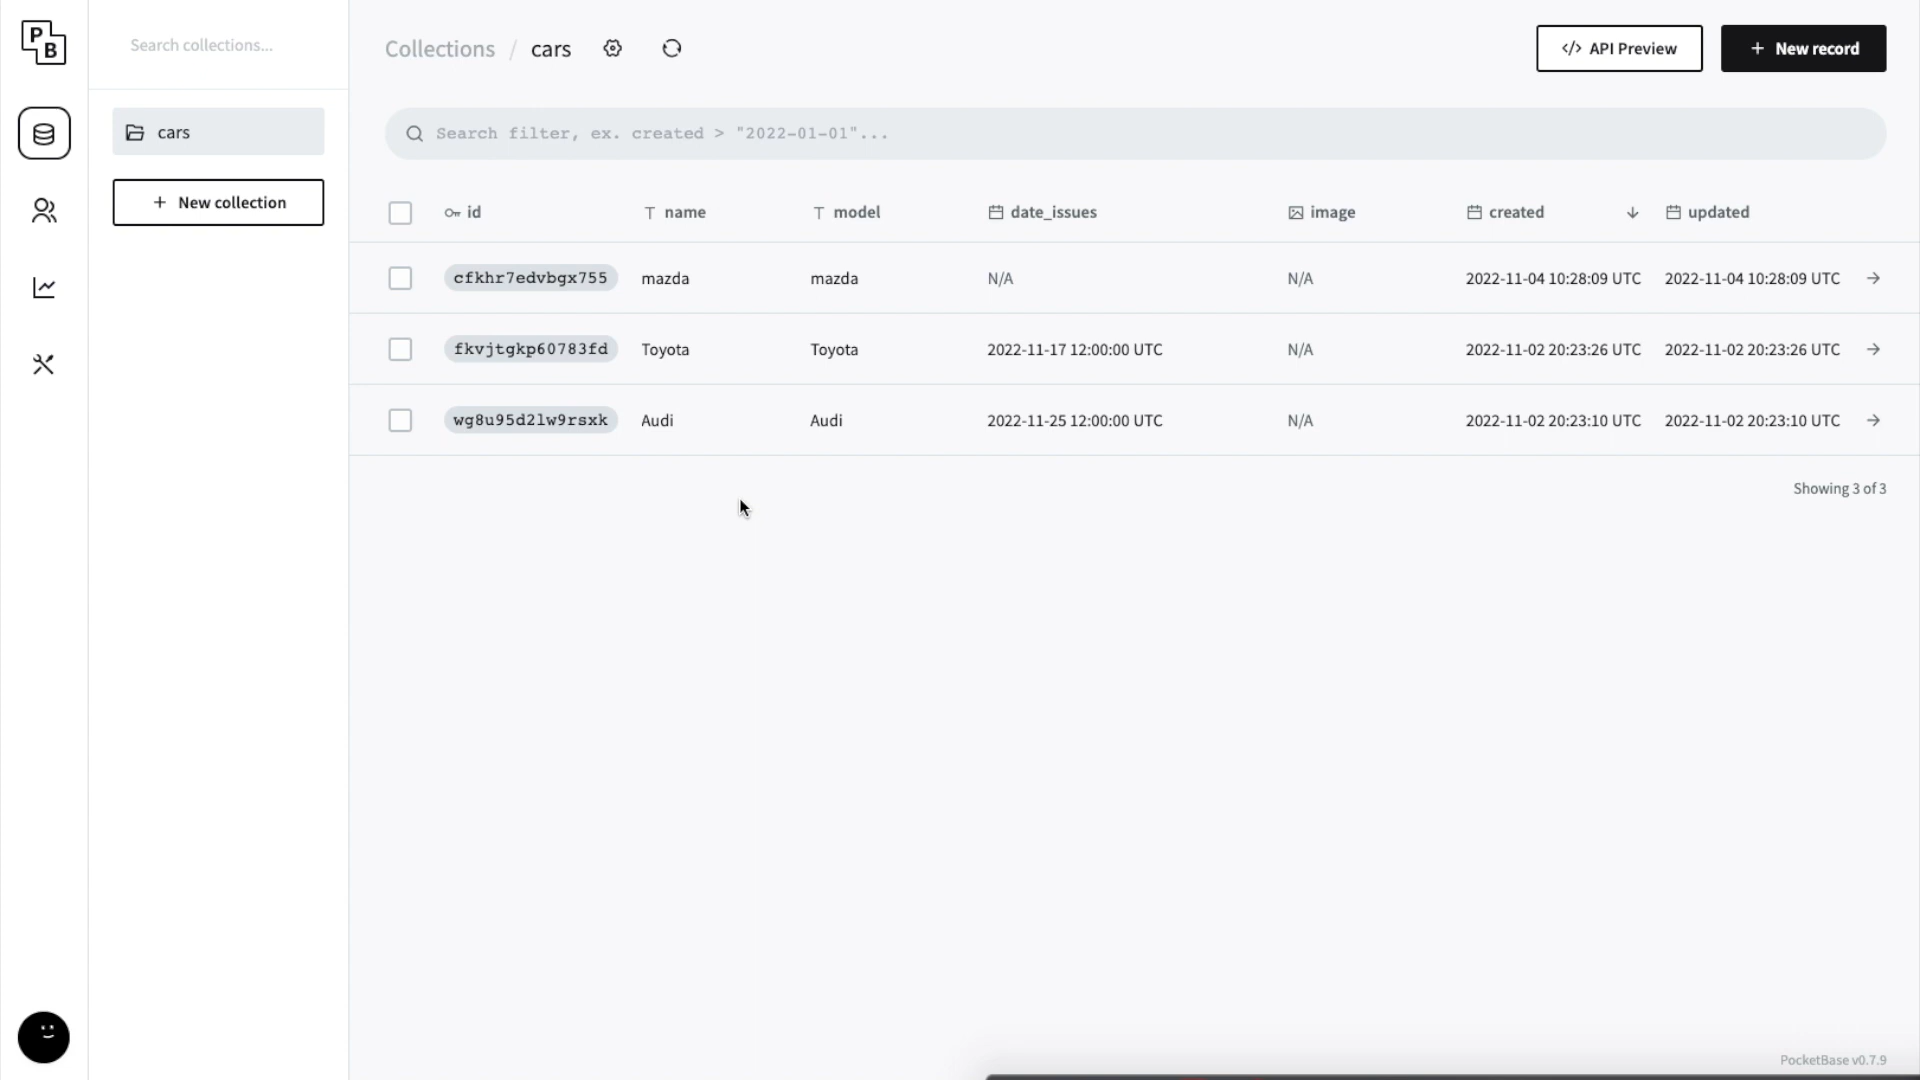 P
B
Search collections...
cars
+ New collection
Collections / cars
</> API Preview
+ New record
Search filter, ex. created > "2022-01-01"...
id name model date_issues image created updated
cfkhr7edvbgx755 mazda mazda N/A N/A 2022-11-04 10:28:09 UTC 2022-11-04 10:28:09 UTC
fkvjtgkp60783fd Toyota Toyota 2022-11-17 12:00:00 UTC N/A 2022-11-02 20:23:26 UTC 2022-11-02 20:23:26 UTC
wg8u95d2lw9rsxk Audi Audi 2022-11-25 12:00:00 UTC N/A 2022-11-02 20:23:10 UTC 2022-11-02 20:23:10 UTC
Showing 3 of 3
PocketBase v0.7.9